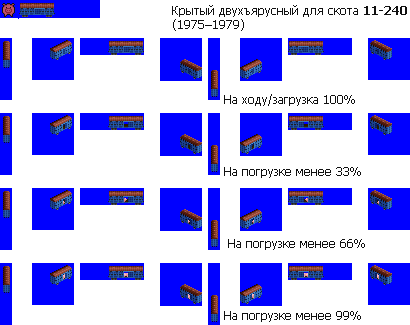 Крытый двухъярусный для скота 11-240
(1975–1979)
На ходу/загрузка 100%
На погрузке менее 33%
На погрузке менее 66%
На погрузке менее 99%